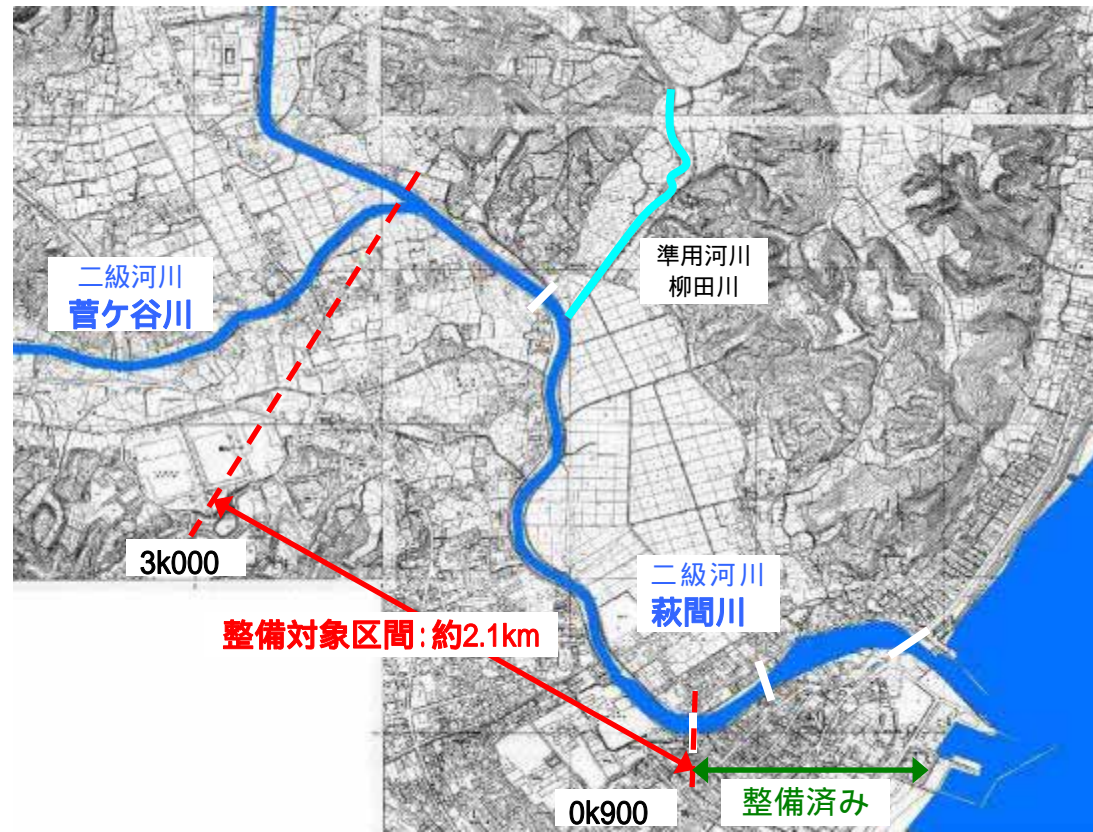 準用河川
柳田川
二級河川
菅ケ谷川
3k000
二級河川
萩間川
整備対象区間:約2.1km
0k900
整備済み